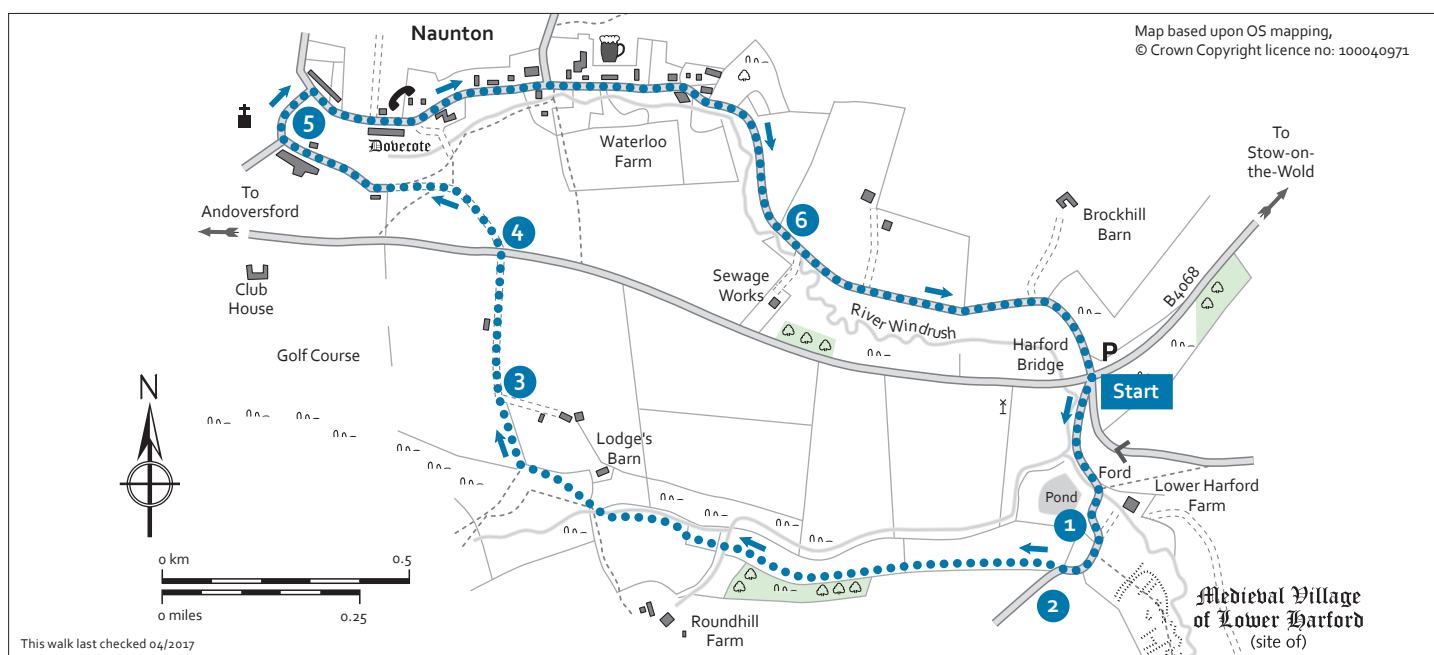 Naunton
Map based upon OS mapping,
© Crown Copyright licence no: 100040971
5
Dovecote
Waterloo
Farm
To
Stow-on-
the-Wold
To
Andoversford
4
6
Brockhill
Barn
Club
House
Sewage
Works
B4068
River Windrush
Golf Course
Harford
Bridge
P
Start
3
N
Lodge's
Barn
Ford
Pond
Lower Harford
Farm
1
0 km
0.5
0 miles
0.25
2
Roundhill
Farm
Medieval Village
of Lower Harford
(site of)
This walk last checked 04/2017